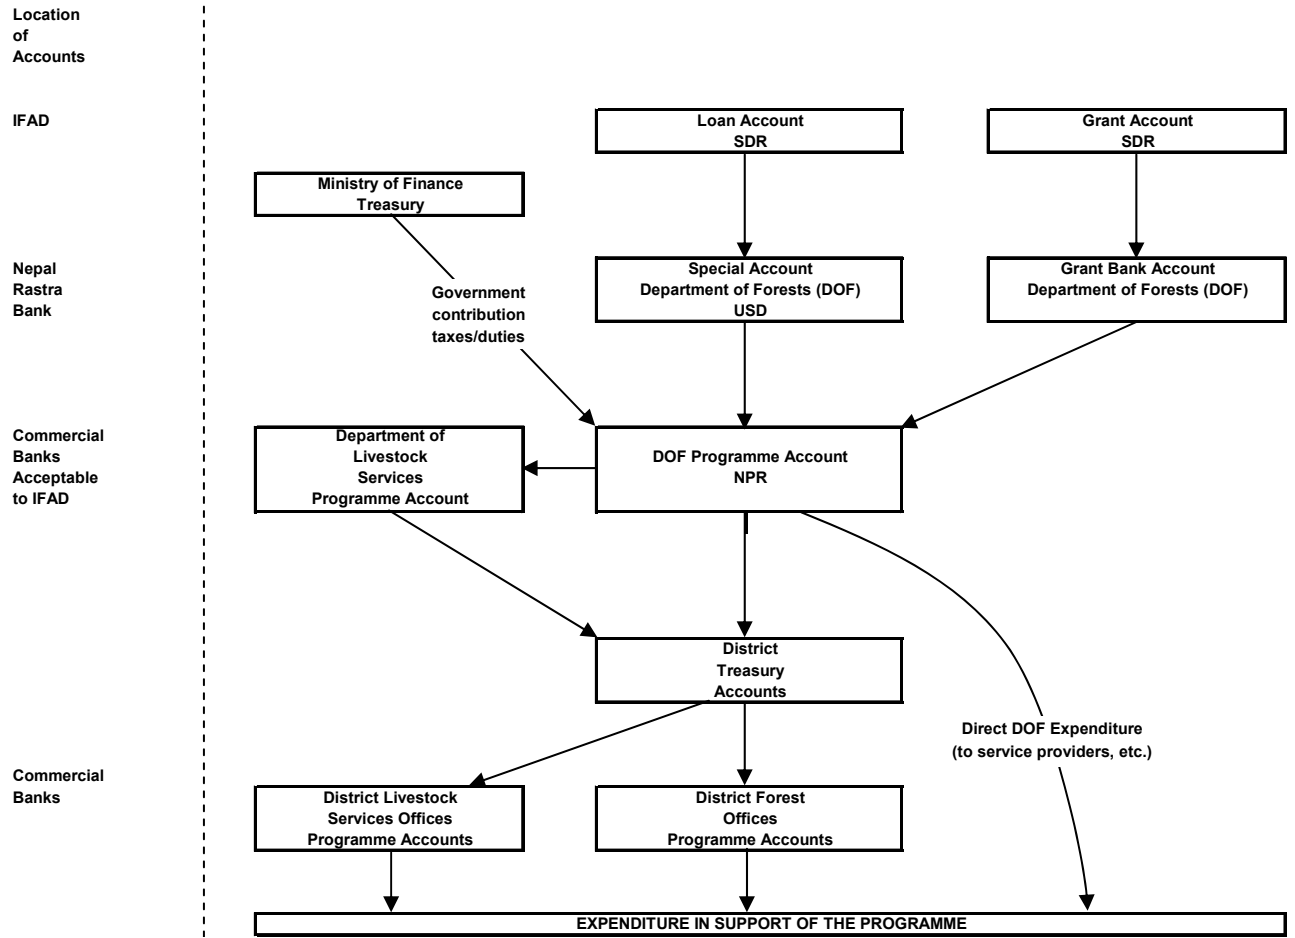 Location
of
Accounts
IFAD
Loan Account
SDR
Grant Account
SDR
Ministry of Finance
Treasury
Nepal
Rastra
Bank
Government
contribution
taxes/duties
Special Account
Department of Forests (DOF)
USD
Grant Bank Account
Department of Forests (DOF)
Commercial
Banks
Acceptable
to IFAD
Department of
Livestock
Services
Programme Account
DOF Programme Account
NPR
District
Treasury
Accounts
Direct DOF Expenditure
(to service providers, etc.)
Commercial
Banks
District Livestock
Services Offices
Programme Accounts
District Forest
Offices
Programme Accounts
EXPENDITURE IN SUPPORT OF THE PROGRAMME